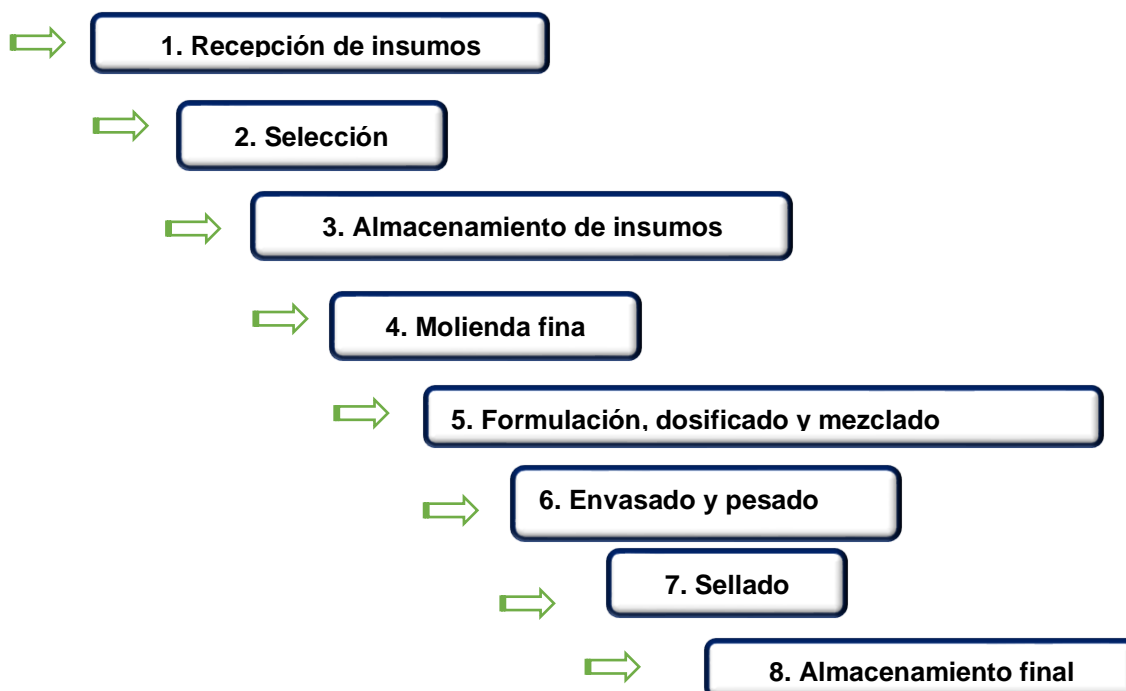 1. Recepción de insumos
2. Selección
3. Almacenamiento de insumos
4. Molienda fina
5. Formulación, dosificado y mezclado
6. Envasado y pesado
7. Sellado
8. Almacenamiento final